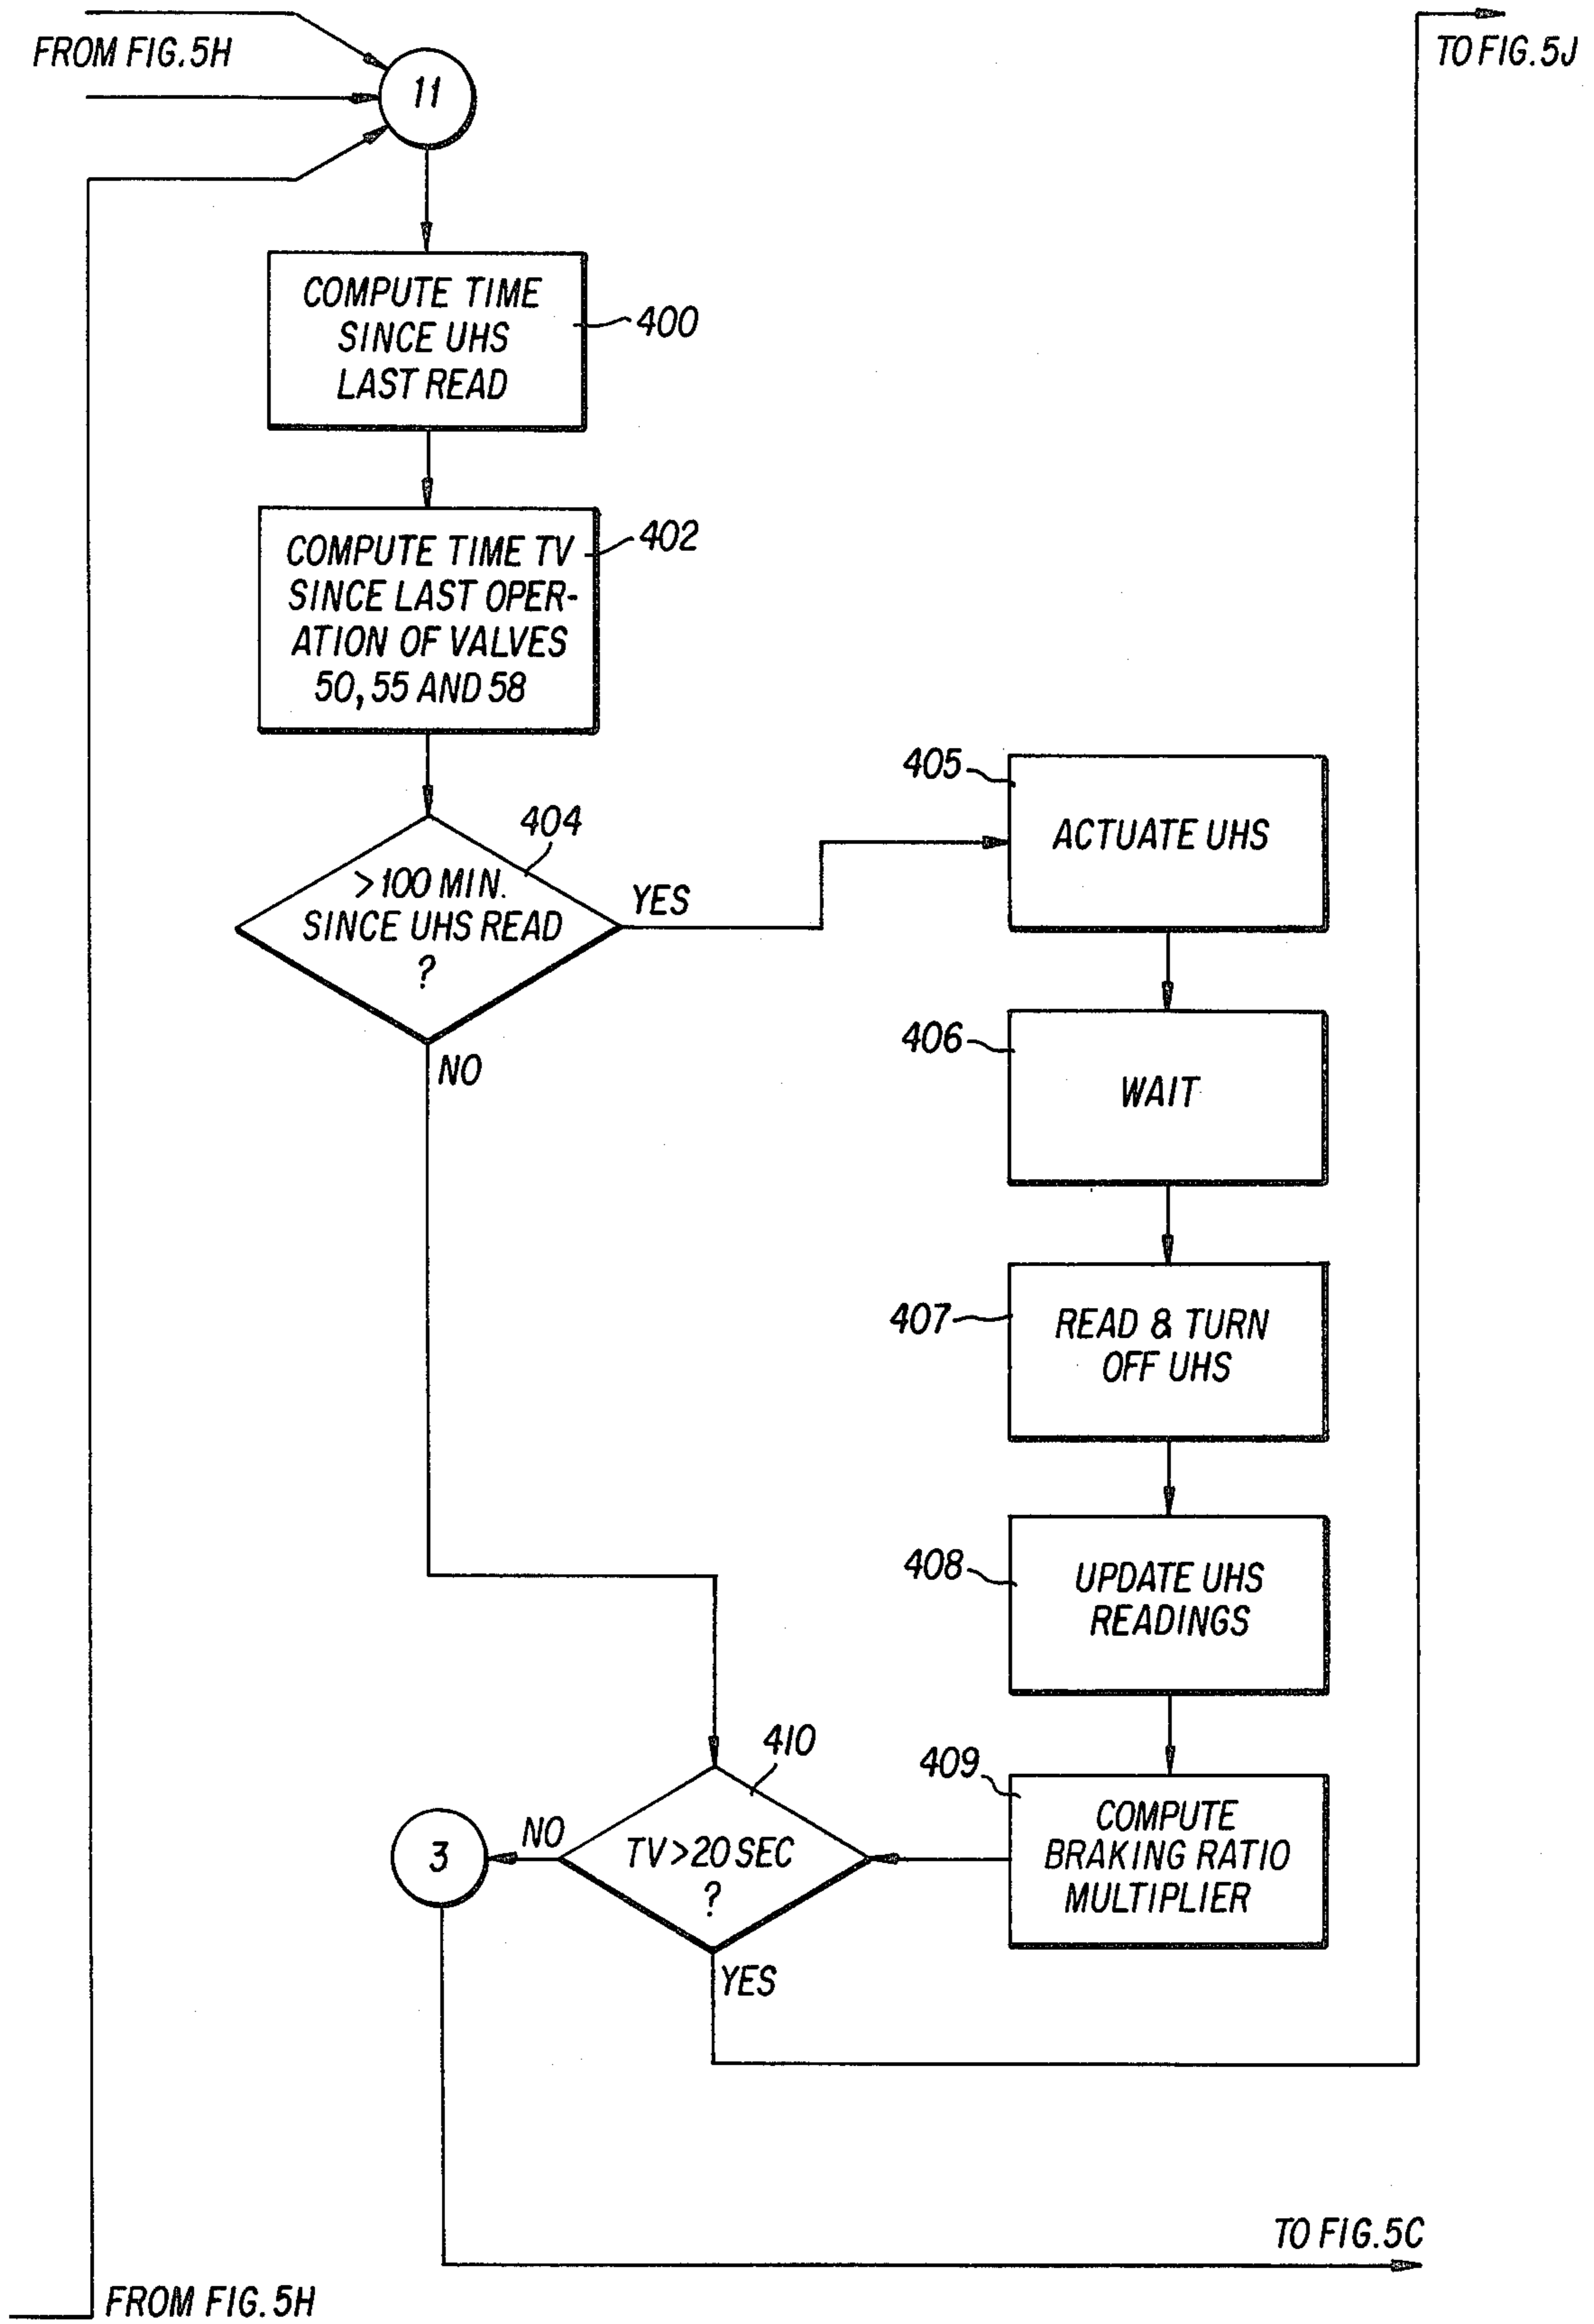 FROM FIG.5H
TO FIG.5J
11
COMPUTE TIME
SINCE UHS
LAST READ
400
COMPUTE TIME TV
SINCE LAST OPER-
ATION OF VALVES
50, 55 AND 58
402
404
>100 MIN.
SINCE UHS READ
?
YES
NO
405
ACTUATE UHS
406
WAIT
407
READ & TURN
OFF UHS
408
UPDATE UHS
READINGS
409
COMPUTE
BRAKING RATIO
MULTIPLIER
410
TV>20 SEC
?
NO
3
YES
TO FIG.5C
FROM FIG.5H